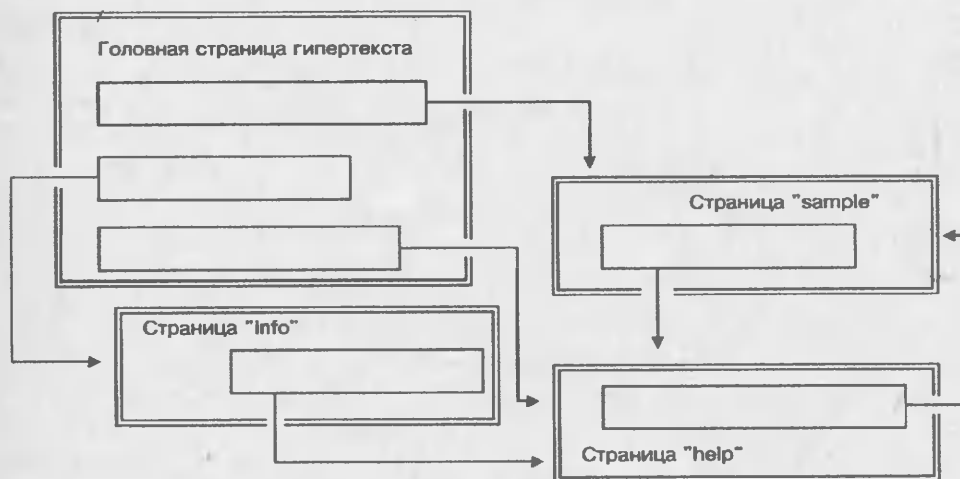 Головная страница гипертекста
Страница "sample"
Страница "info"
Страница "help"